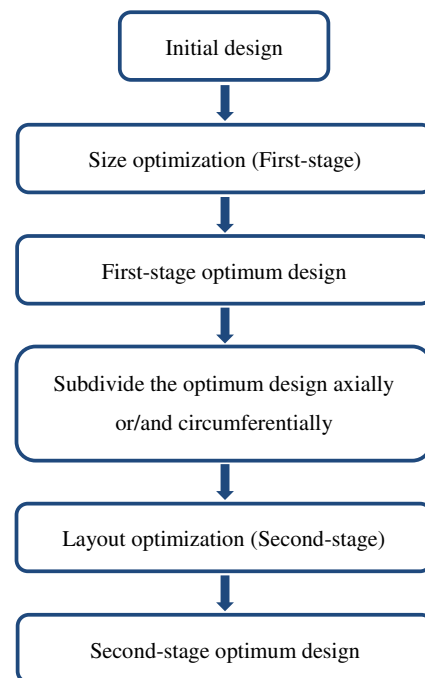 Initial design
Size optimization (First-stage)
First-stage optimum design
Subdivide the optimum design axially
or/and circumferentially
Layout optimization (Second-stage)
Second-stage optimum design